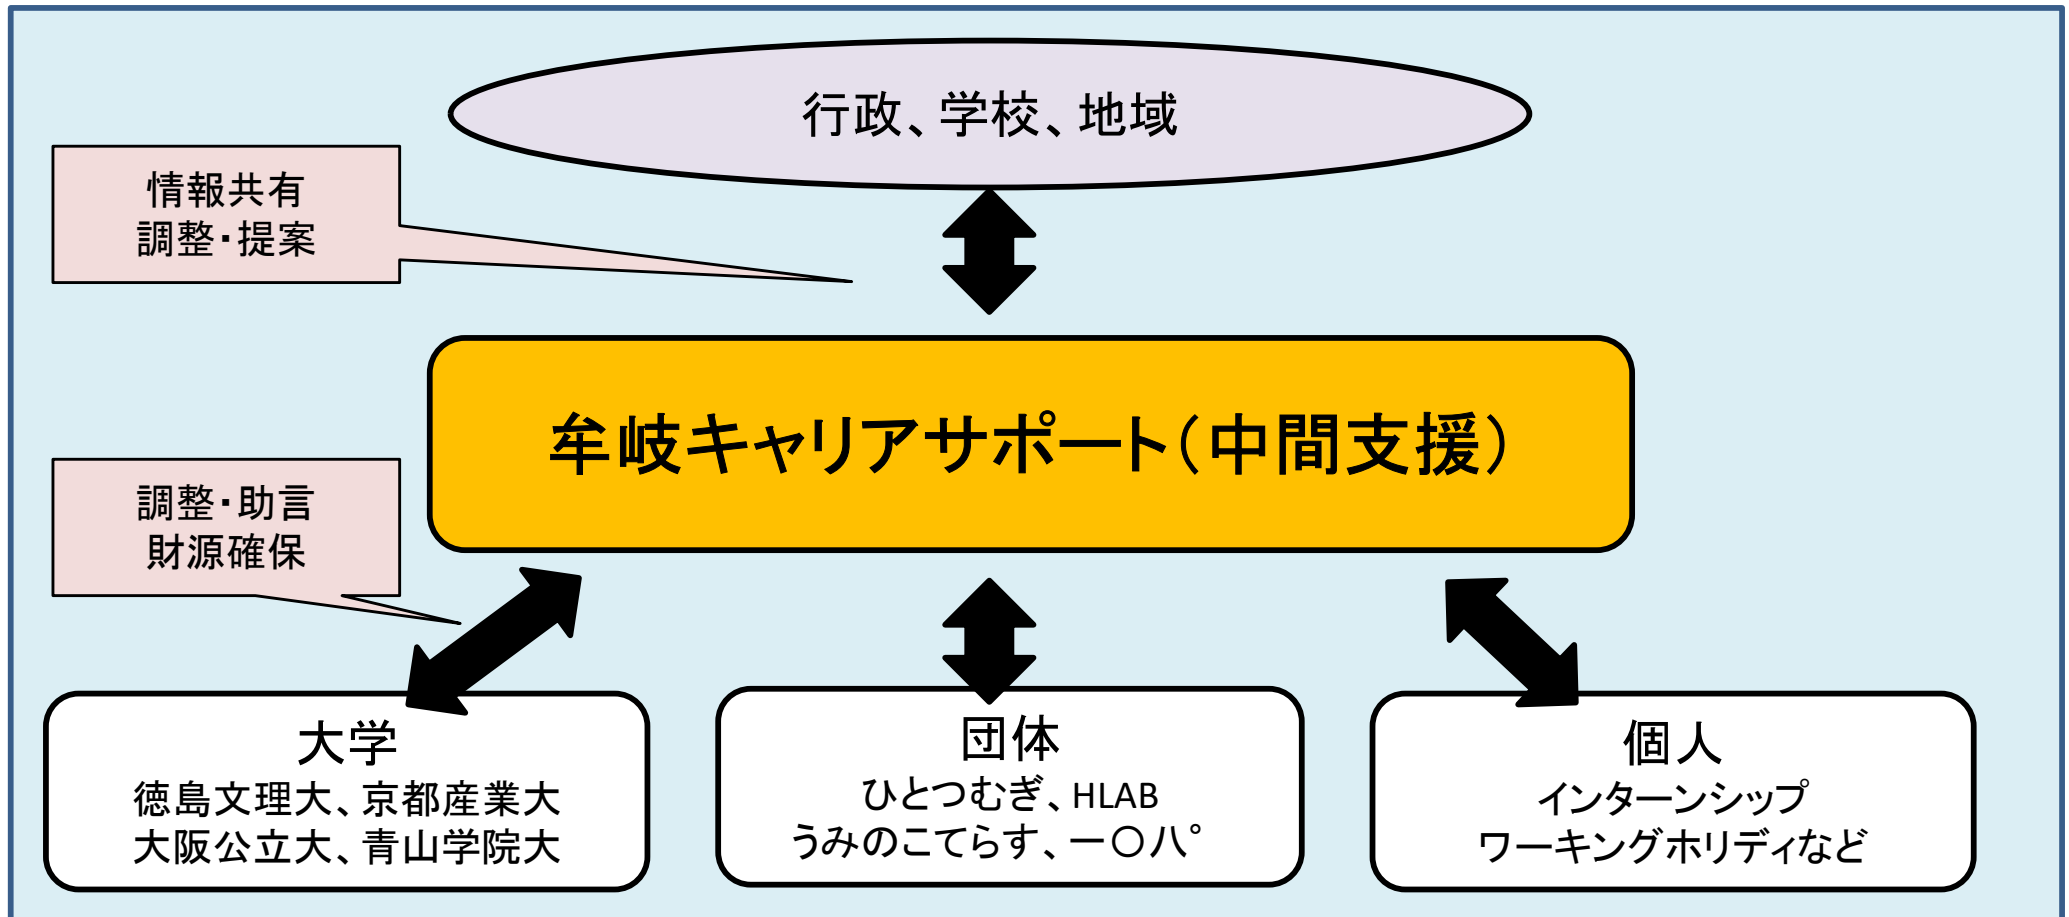 行政、学校、地域
情報共有
調整・提案
牟岐キャリアサポート（中間支援）
調整・助言
財源確保
大学
徳島文理大、京都産業大
大阪公立大、青山学院大
団体
ひとつむぎ、HLAB
うみのこてらす、一〇八°
個人
インターンシップ
ワーキングホリディなど